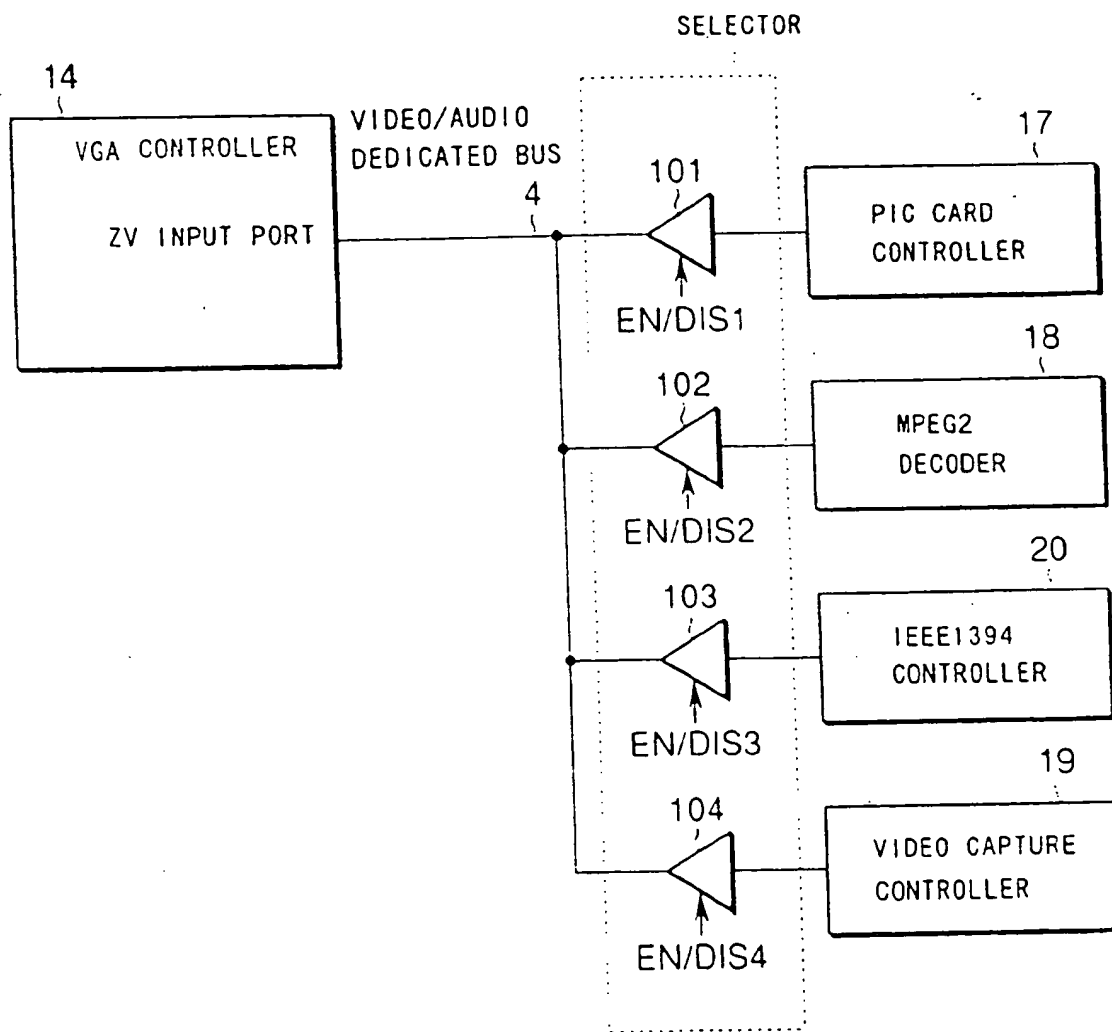 SELECTOR
14
VGA CONTROLLER
ZV INPUT PORT
VIDEO/AUDIO
DEDICATED BUS
4
101
EN/DIS1
17
PIC CARD
CONTROLLER
102
EN/DIS2
18
MPEG2
DECODER
103
EN/DIS3
20
IEEE1394
CONTROLLER
104
EN/DIS4
19
VIDEO CAPTURE
CONTROLLER